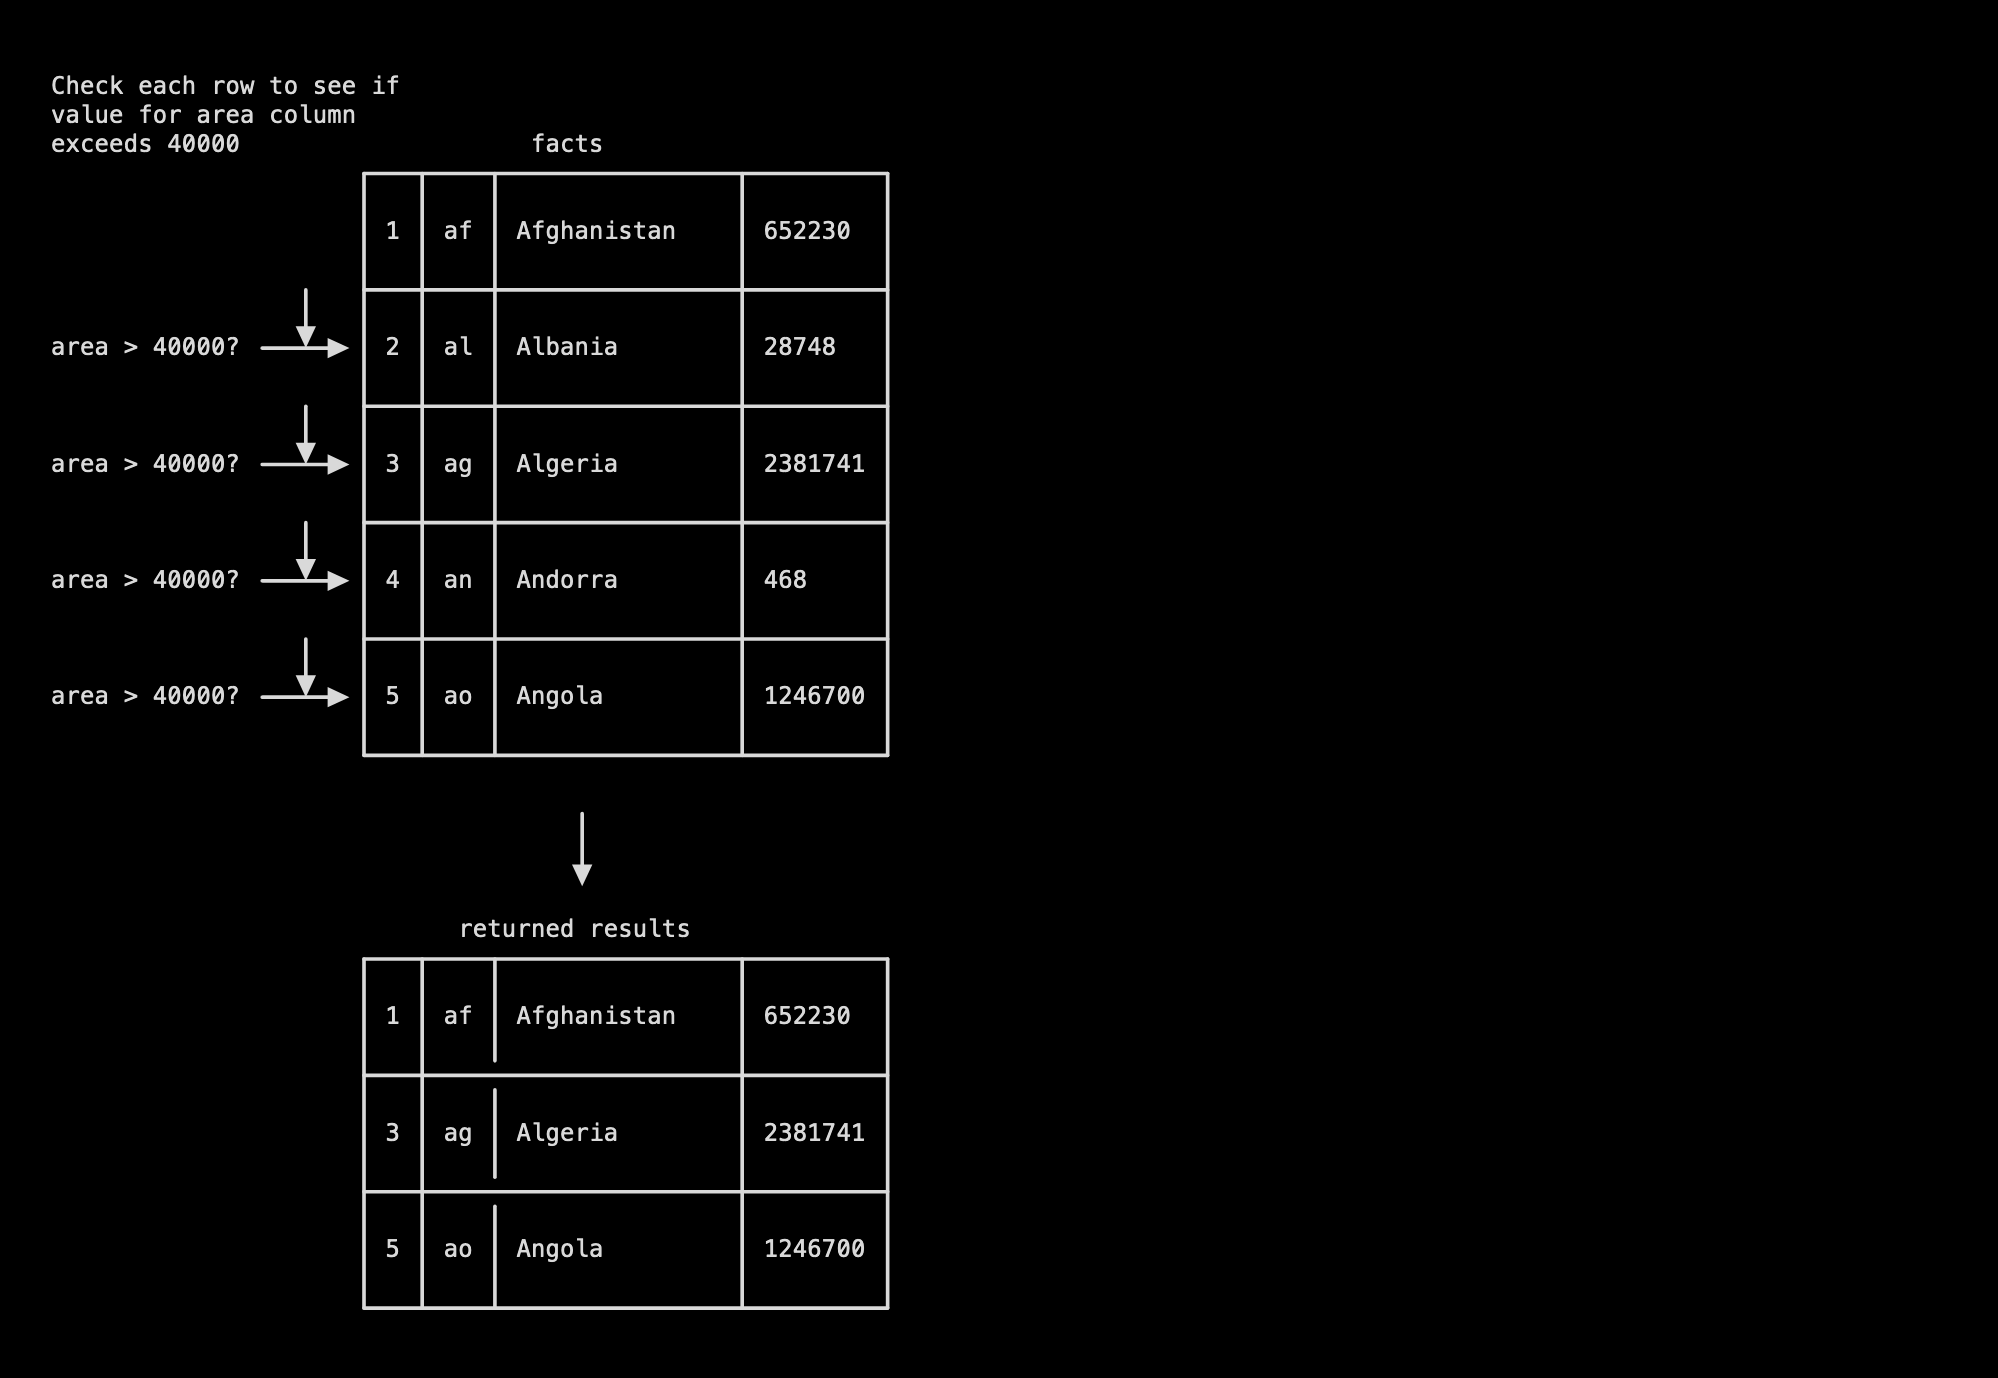 Check each row to see if
value for area column
exceeds 40000
facts
1 af Afghanistan 652230
area > 40000? 2 al Albania 28748
area > 40000? 3 ag Algeria 2381741
area > 40000? 4 an Andorra 468
area > 40000? 5 ao Angola 1246700
returned results
1 af Afghanistan 652230
3 ag Algeria 2381741
5 ao Angola 1246700